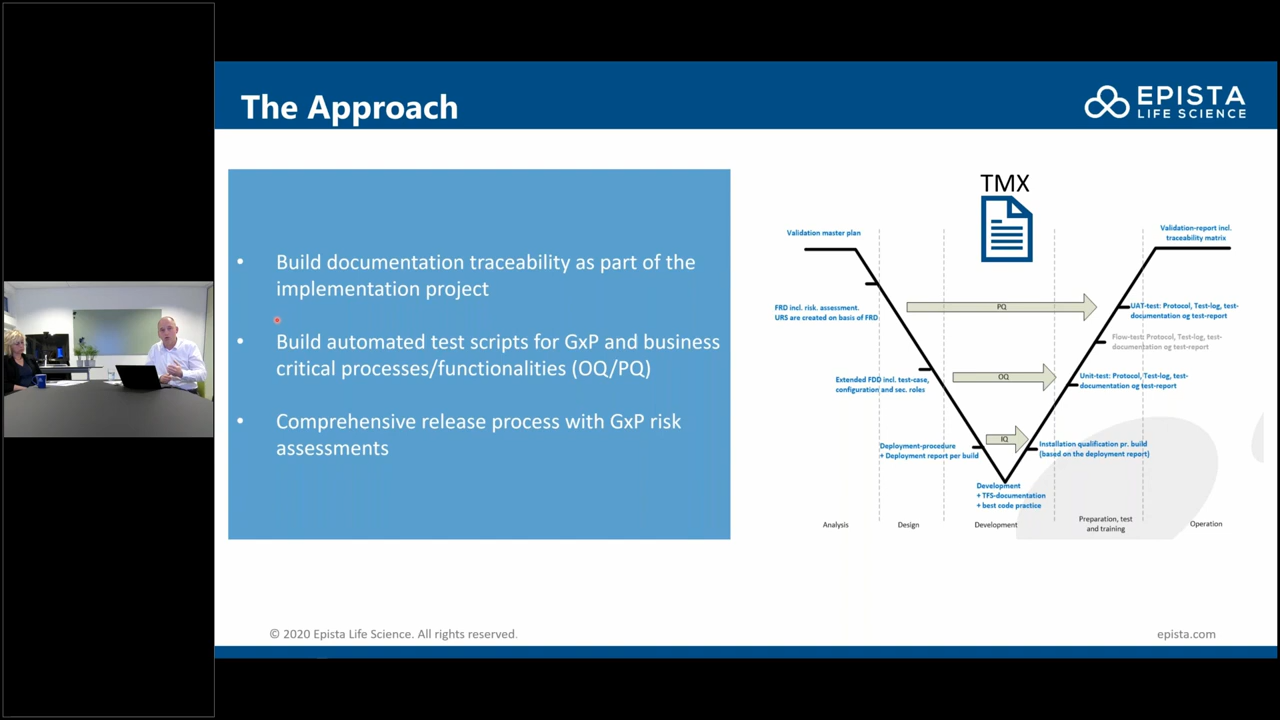 The Approach
EPISTA
LIFE SCIENCE
• Build documentation traceability as part of the
implementation project
• Build automated test scripts for GxP and business
critical processes/functionalities (OQ/PQ)
• Comprehensive release process with GxP risk
assessments
TMX
Validation master plan
Validation-report incl.
traceability matrix
FRD incl. risk. assessment.
URS are created on basis of FRD
PQ
UAT-test: Protocol, Test-log, test-
documentation og test-report
Flow-test: Protocol, Test-log, test-
documentation og test-report
Extended FDD incl. test-case,
configuration and sec. roles
OQ
Unit-test: Protocol, Test-log, test-
documentation og test-report
Deployment-procedure
+ Deployment report per build
IQ
Installation qualification pr. build
(based on the deployment report)
Development
+ TFS-documentation
+ best code practice
Analysis
Design
Development
Preparation, test
and training
Operation
© 2020 Epista Life Science. All rights reserved.
epista.com